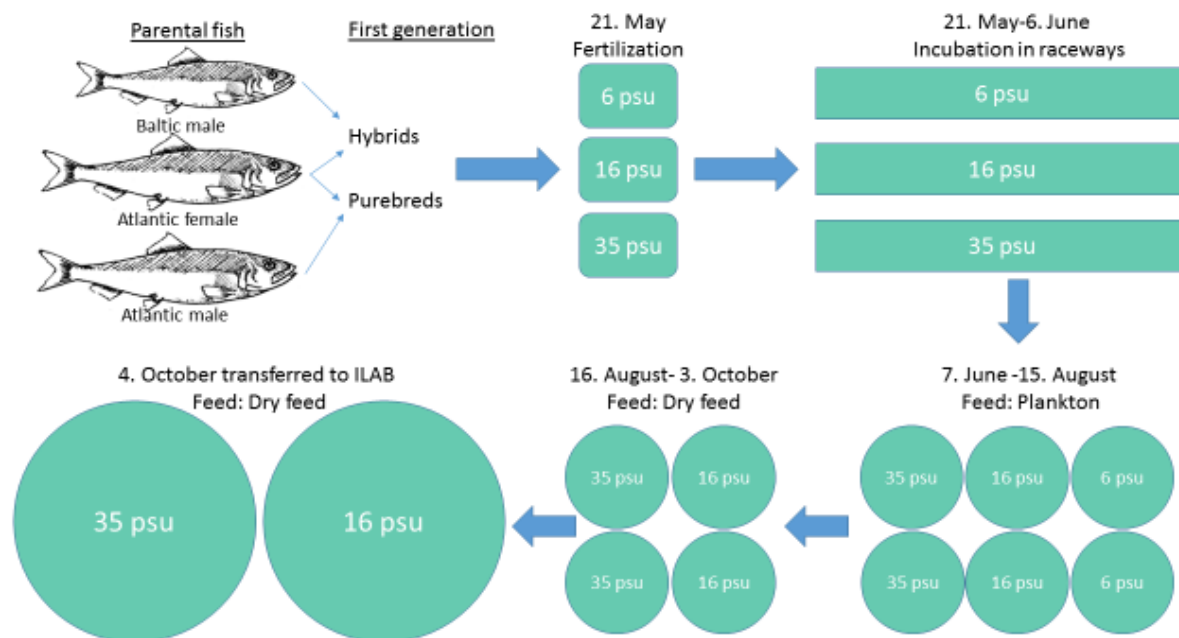 Parental fish
First generation
Baltic male
Atlantic female
Atlantic male
Hybrids
Purebreds
21. May
Fertilization
6 psu
16 psu
35 psu
21. May-6. June
Incubation in raceways
6 psu
16 psu
35 psu
7. June -15. August
Feed: Plankton
35 psu
16 psu
6 psu
35 psu
16 psu
6 psu
16. August- 3. October
Feed: Dry feed
35 psu
16 psu
35 psu
16 psu
4. October transferred to ILAB
Feed: Dry feed
35 psu
16 psu